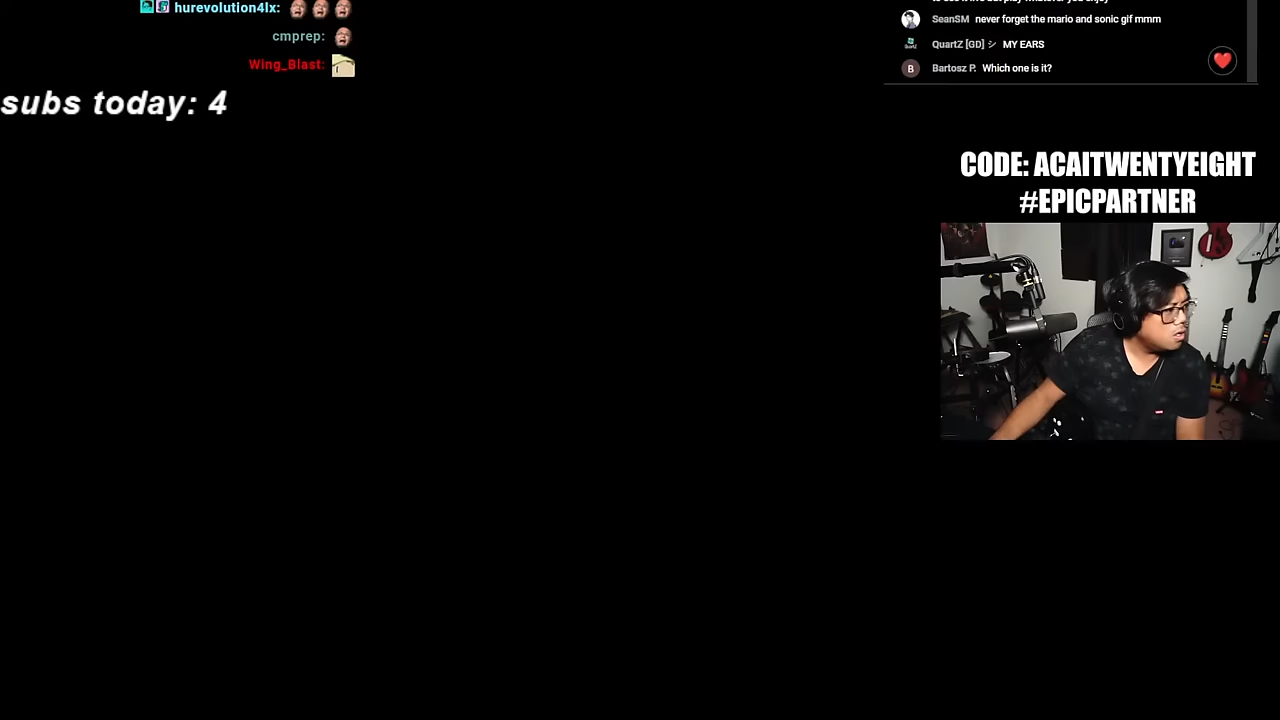 hurevolution4lx:
cmprep:
Wing_Blast:
subs today: 4
SeanSM never forget the mario and sonic gif mmm
QuartZ [GD] シ MY EARS
B Bartosz P. Which one is it?
CODE: ACAITWENTYEIGHT
#EPICPARTNER